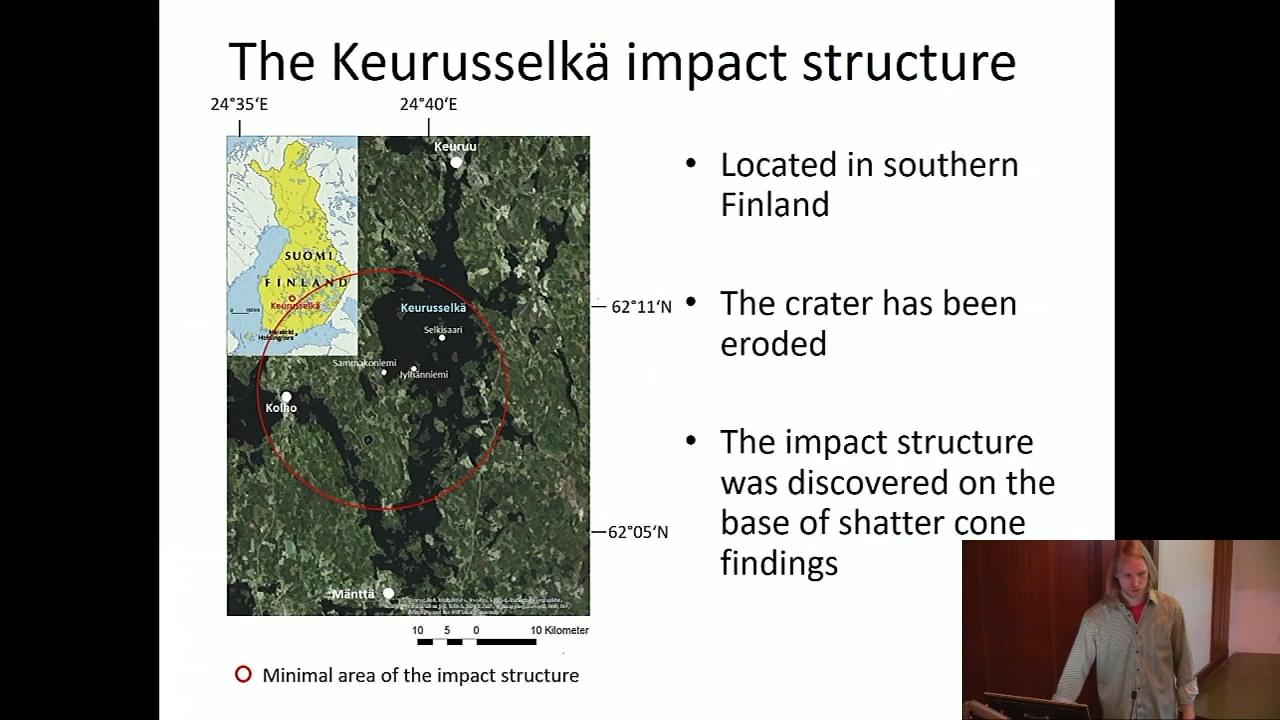 The Keurusselkä impact structure
24°35‘E
24°40‘E
Keuruu
SUOMI
FINLAND
Keurusselkä
Keurusselkä
Selkisaari
Sammakoniemi
Jylhänniemi
Kolho
62°11‘N
62°05‘N
Mänttä
10 5 0 10 Kilometer
Minimal area of the impact structure
• Located in southern
Finland
• The crater has been
eroded
• The impact structure
was discovered on the
base of shatter cone
findings